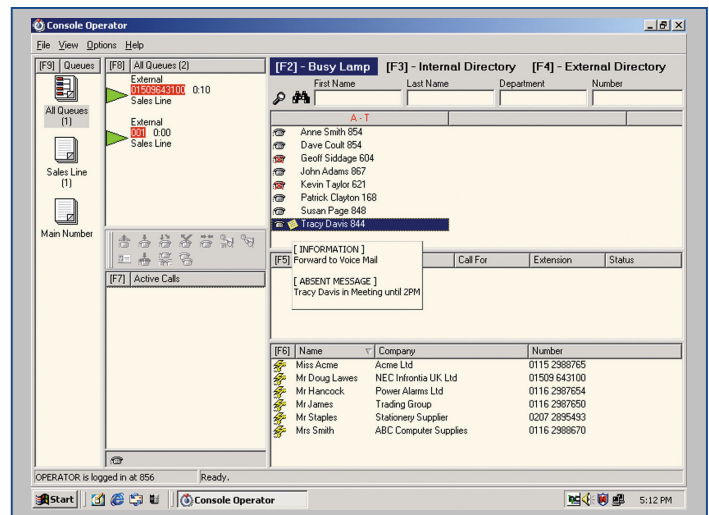 Console Operator
File View Options Help
[F9] Queues
All Queues
(1)
Sales Line
(1)
Main Number
[F8] All Queues (2)
External
01509643100 0:10
Sales Line
External
001 0:00
Sales Line
[F7] Active Calls
[F2] - Busy Lamp [F3] - Internal Directory [F4] - External Directory
First Name Last Name Department Number
A - T
Anne Smith 854
Dave Coult 854
Geoff Siddage 604
John Adams 867
Kevin Taylor 621
Patrick Clayton 168
Susan Page 848
Tracy Davis 844
[F5] Call For Extension Status
[ INFORMATION ]
Forward to Voice Mail
[ ABSENT MESSAGE ]
Tracy Davis in Meeting until 2PM
[F6] Name Company Number
Miss Acme Acme Ltd 0115 2988765
Mr Doug Lawes NEC Infrontia UK Ltd 01509 643100
Mr Hancock Power Alarms Ltd 0116 2987654
Mr James Trading Group 0116 2987650
Mr Staples Stationery Supplier 0207 2895493
Mrs Smith ABC Computer Supplies 0116 2988670
OPERATOR is logged in at 856 Ready.
Start Console Operator 5:12 PM